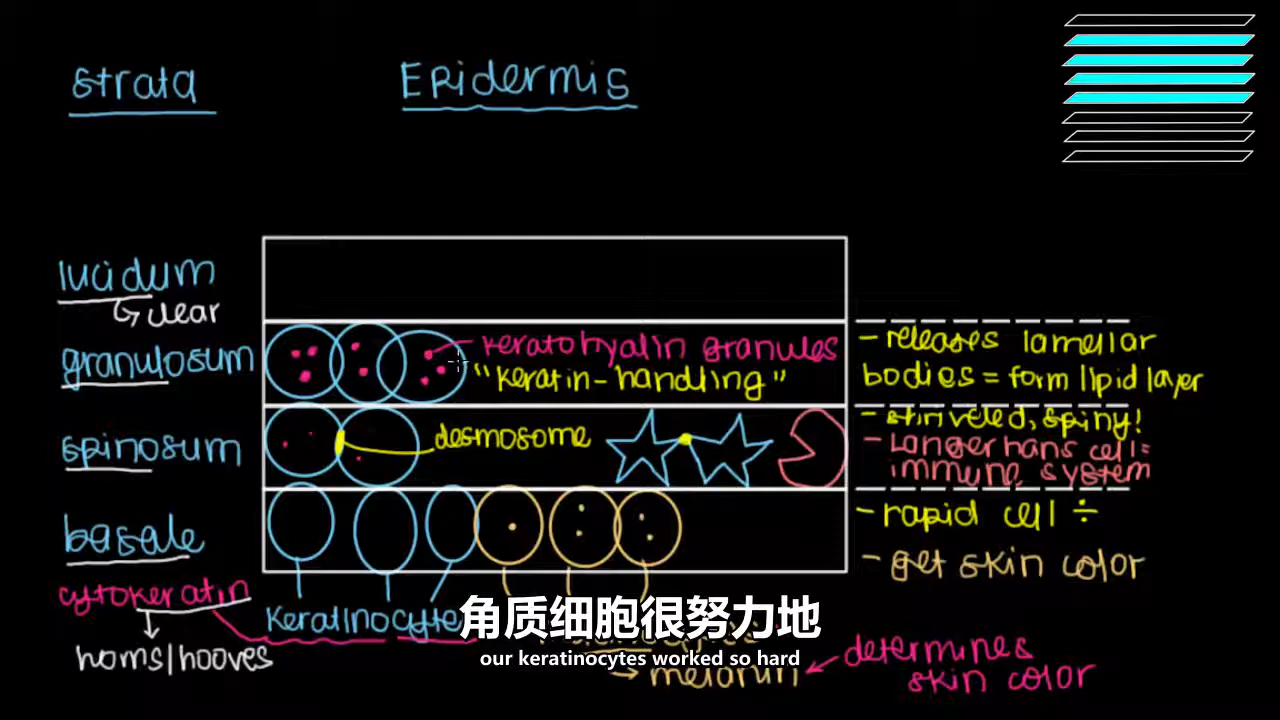 strata
Epidermis
lucidum
clear
granulosum
keratohyalin granules
"keratin-handling"
- releases lamellar
bodies = form lipid layer
spinosum
desmosome
- shriveled, spiny!
- Langerhans cell =
immune system
basale
- rapid cell ÷
- get skin color
cytokeratin
horns/hooves
Keratinocyte
角质细胞很努力地
our keratinocytes worked so hard
melanin
determines
skin color